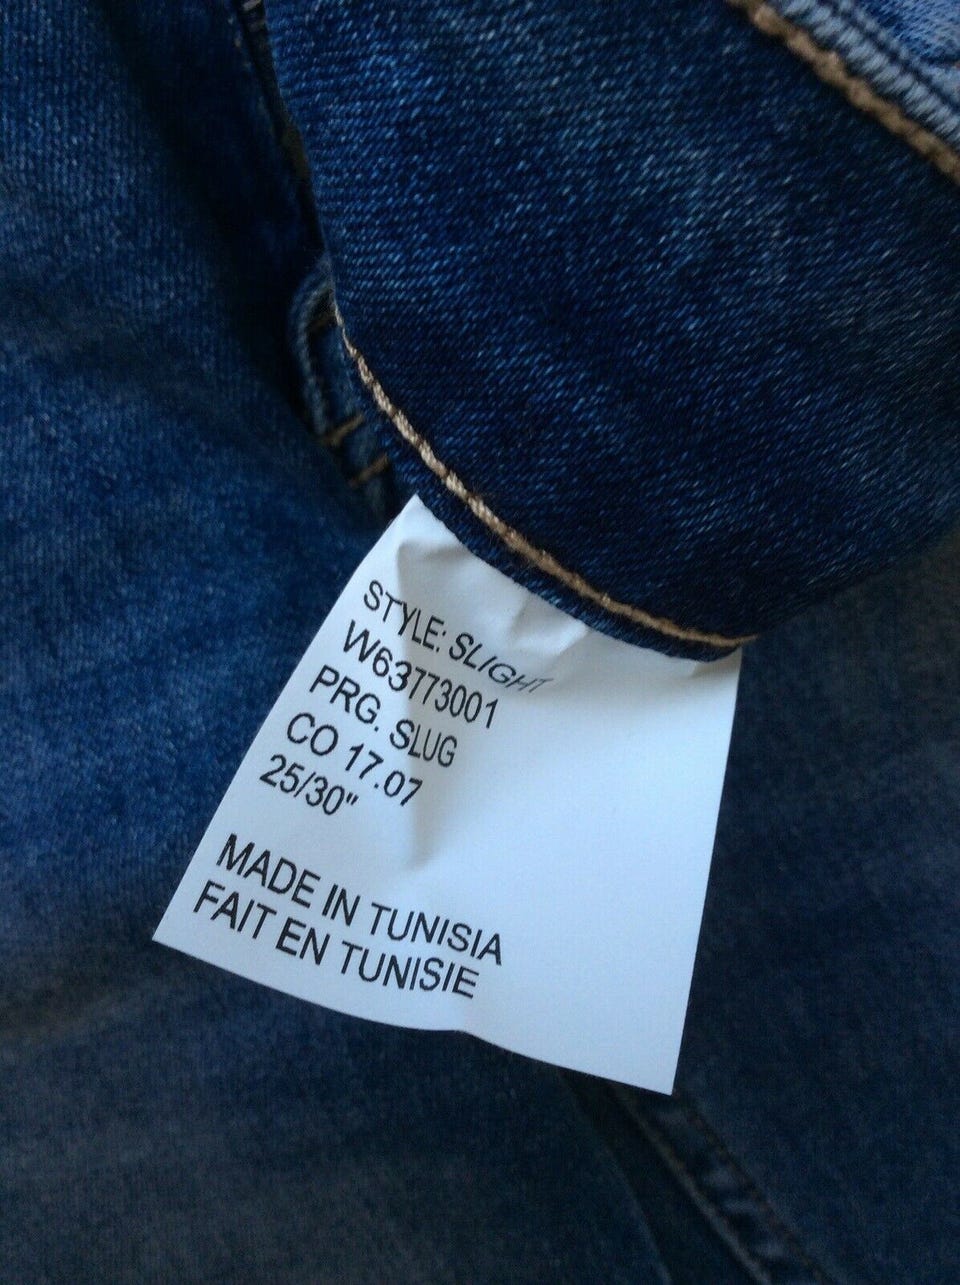 STYLE: SLIGHT
W63773001
PRG. SLUG
CO 17.07
25/30"
MADE IN TUNISIA
FAIT EN TUNISIE